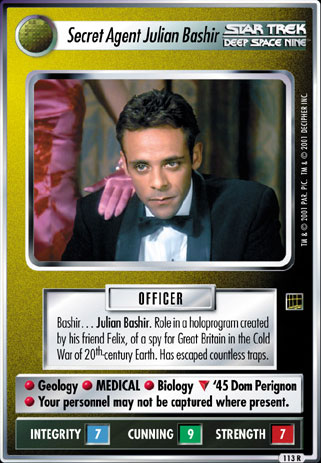 Secret Agent Julian Bashir
STAR TREK
DEEP SPACE NINE
TM & © 2001 PAR. PIC. TM & © 2001 DECIPHER INC.
OFFICER
Bashir… Julian Bashir. Role in a holoprogram created
by his friend Felix, of a spy for Great Britain in the Cold
War of 20th-century Earth. Has escaped countless traps.
Geology MEDICAL Biology '45 Dom Perignon
Your personnel may not be captured where present.
INTEGRITY 7 CUNNING 9 STRENGTH 7
113 R